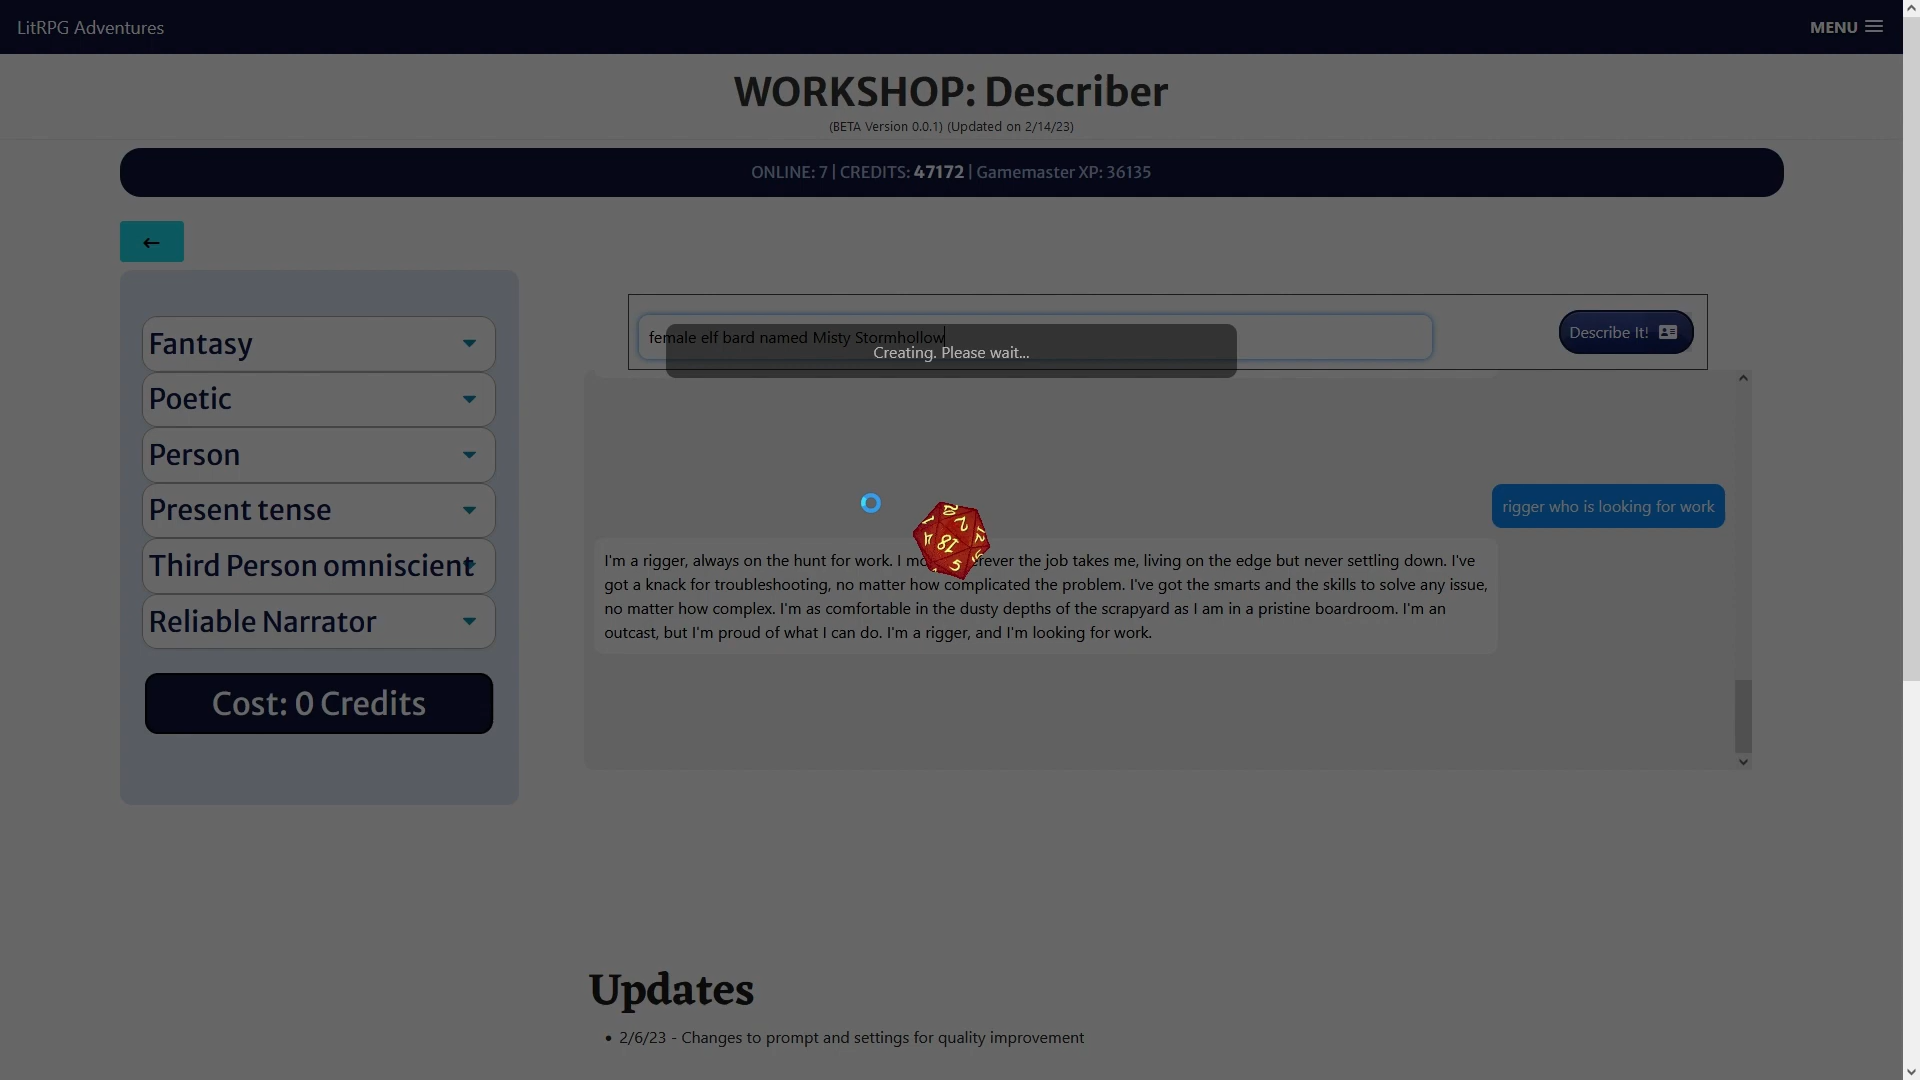 LitRPG Adventures
MENU
WORKSHOP: Describer
(BETA Version 0.0.1) (Updated on 2/14/23)
ONLINE: 7 | CREDITS: 47172 | Gamemaster XP: 36135
Fantasy
Poetic
Person
Present tense
Third Person omniscient
Reliable Narrator
Cost: 0 Credits
female elf bard named Misty Stormhollow
Describe It!
Creating. Please wait...
rigger who is looking for work
I'm a rigger, always on the hunt for work. I the job takes me, living on the edge but never settling down. I've
got a knack for troubleshooting, no matter how complicated the problem. I've got the smarts and the skills to solve any issue,
no matter how complex. I'm as comfortable in the dusty depths of the scrapyard as I am in a pristine boardroom. I'm an
outcast, but I'm proud of what I can do. I'm a rigger, and I'm looking for work.
20
7
18
12
4
5
Updates
• 2/6/23 - Changes to prompt and settings for quality improvement